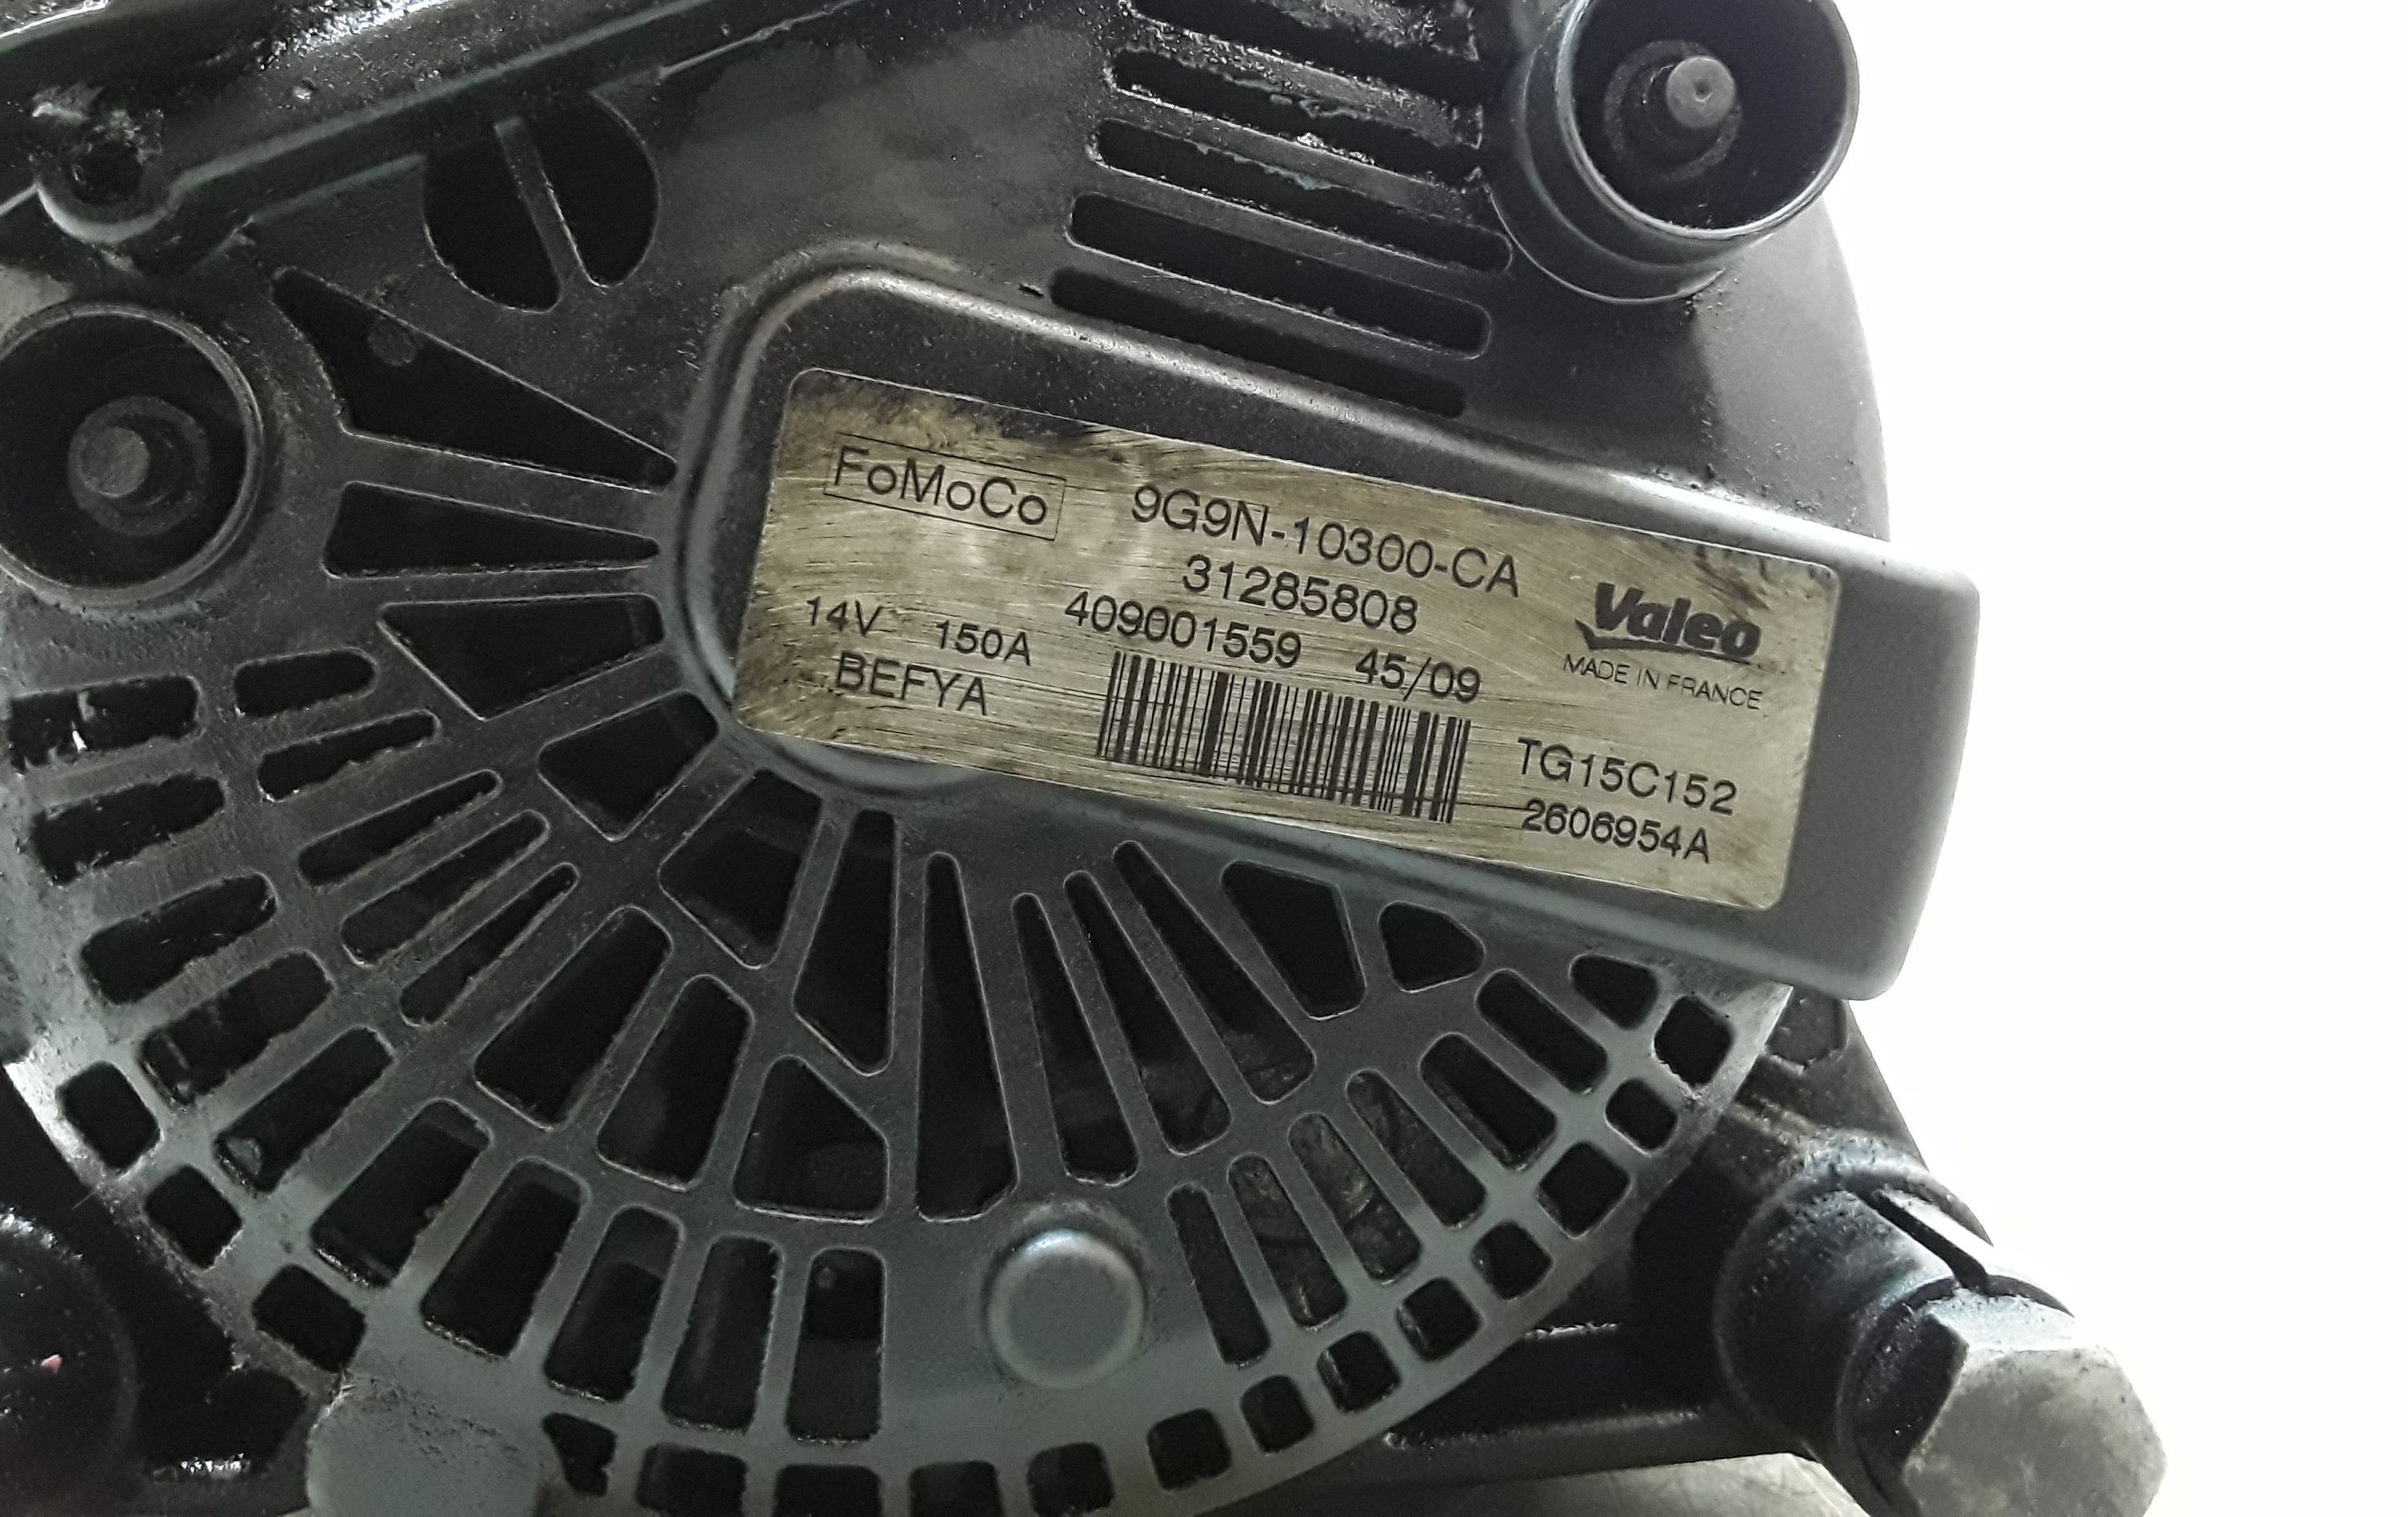 FoMoCo
9G9N-10300-CA
31285808
14V 150A
409001559 45/09
BEFYA
Valeo
MADE IN FRANCE
TG15C152
2606954A